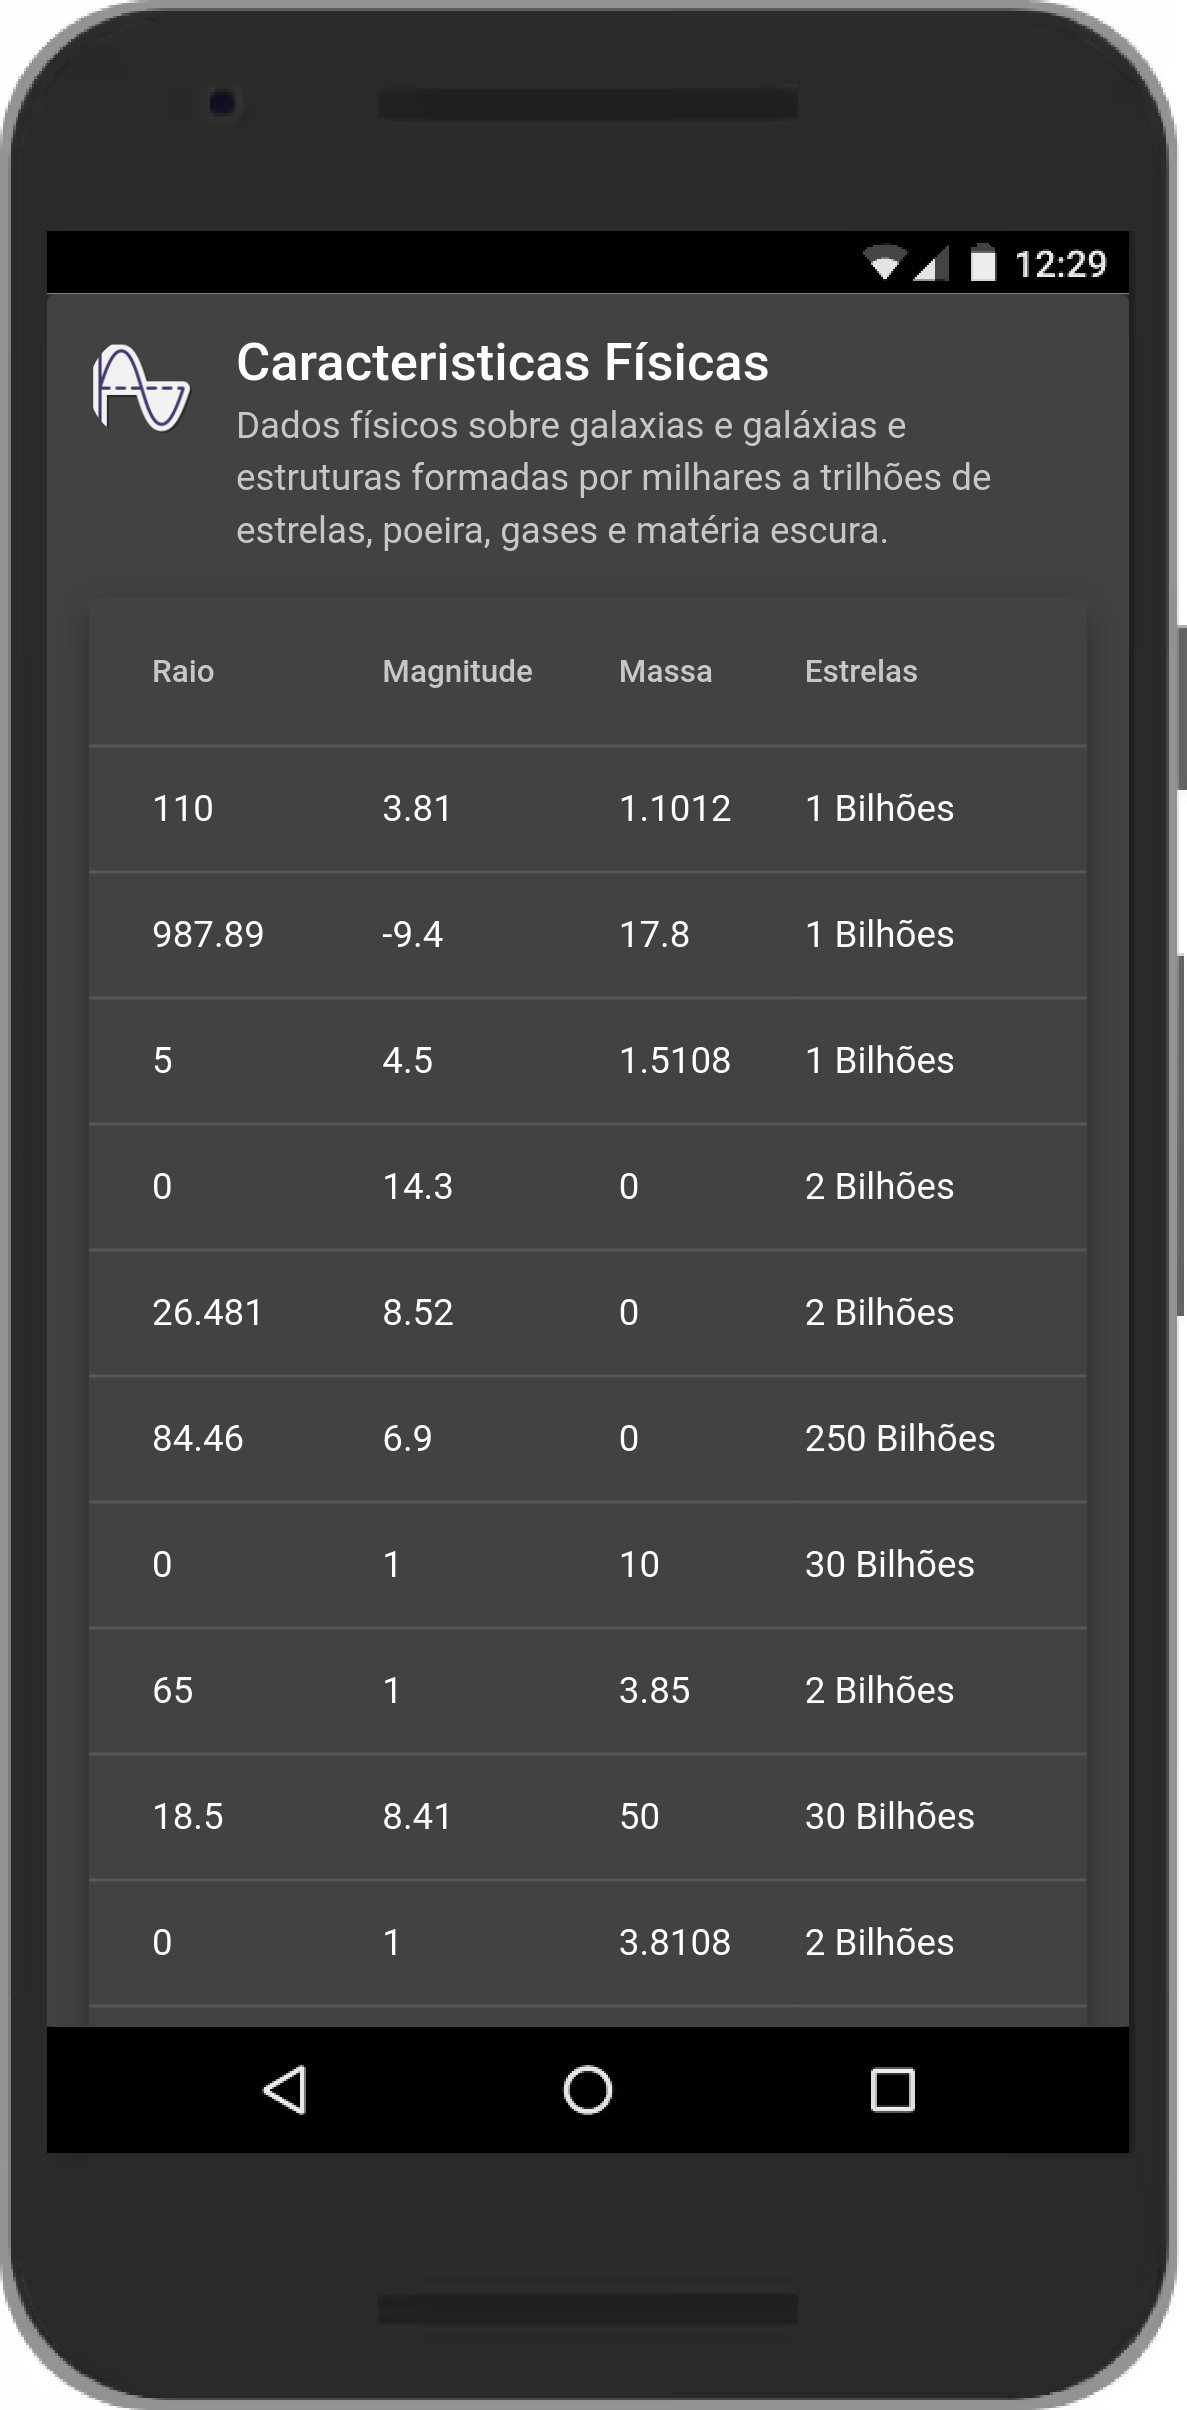 12:29
Caracteristicas Físicas
Dados físicos sobre galaxias e galáxias e
estruturas formadas por milhares a trilhões de
estrelas, poeira, gases e matéria escura.
Raio Magnitude Massa Estrelas
110 3.81 1.1012 1 Bilhões
987.89 -9.4 17.8 1 Bilhões
5 4.5 1.5108 1 Bilhões
0 14.3 0 2 Bilhões
26.481 8.52 0 2 Bilhões
84.46 6.9 0 250 Bilhões
0 1 10 30 Bilhões
65 1 3.85 2 Bilhões
18.5 8.41 50 30 Bilhões
0 1 3.8108 2 Bilhões